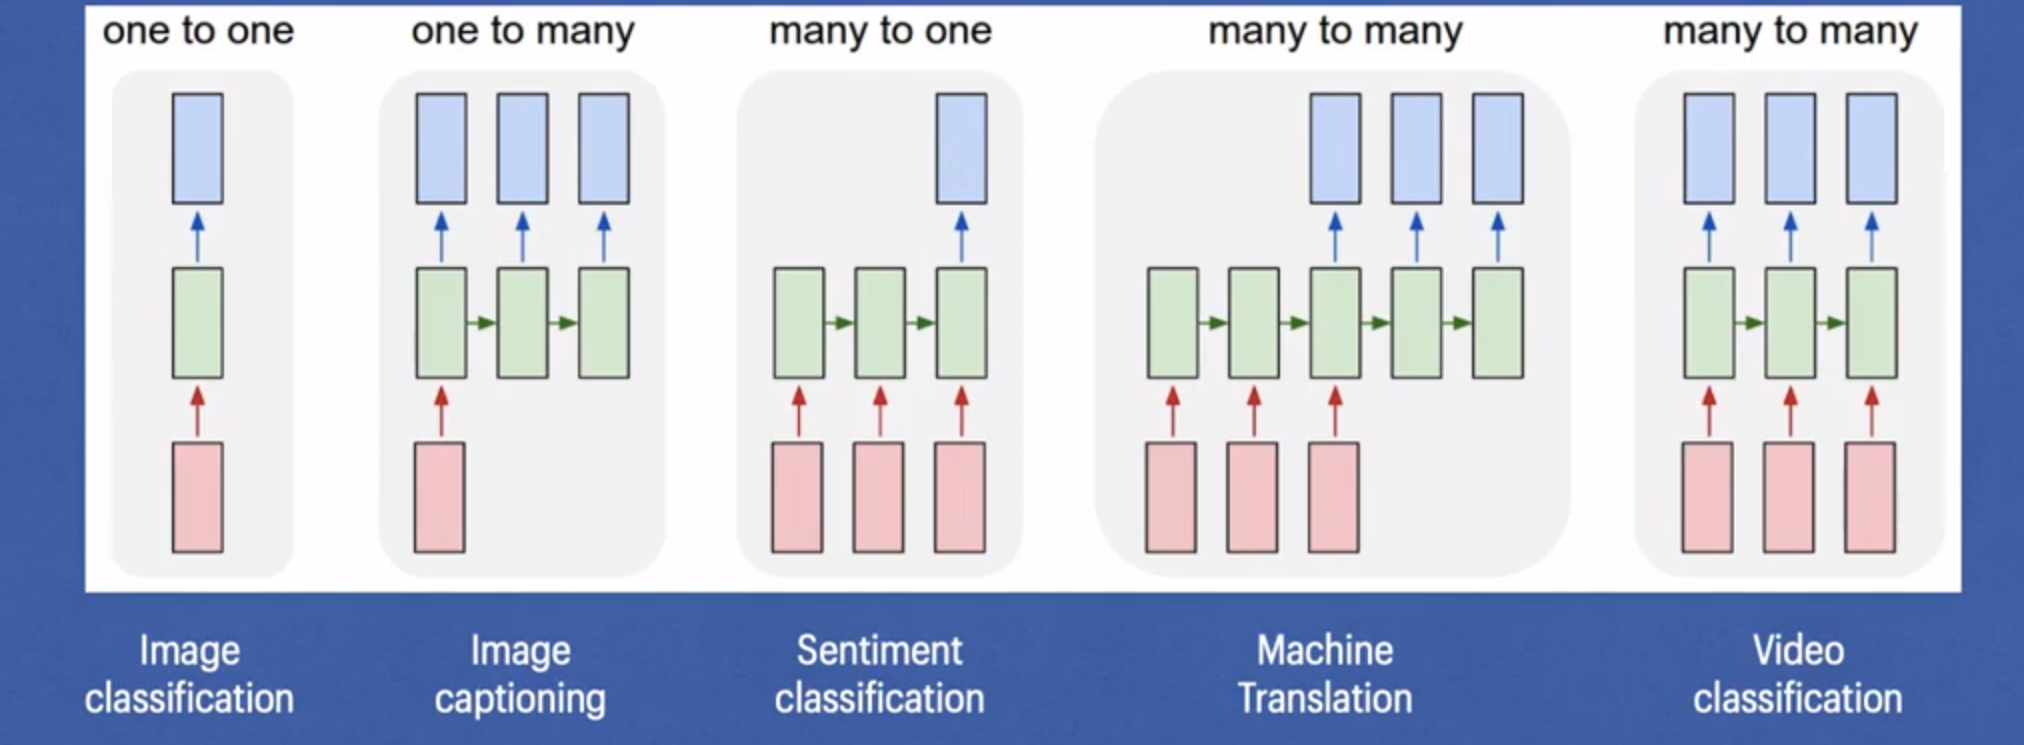 one to one
one to many
many to one
many to many
many to many
Image
classification
Image
captioning
Sentiment
classification
Machine
Translation
Video
classification